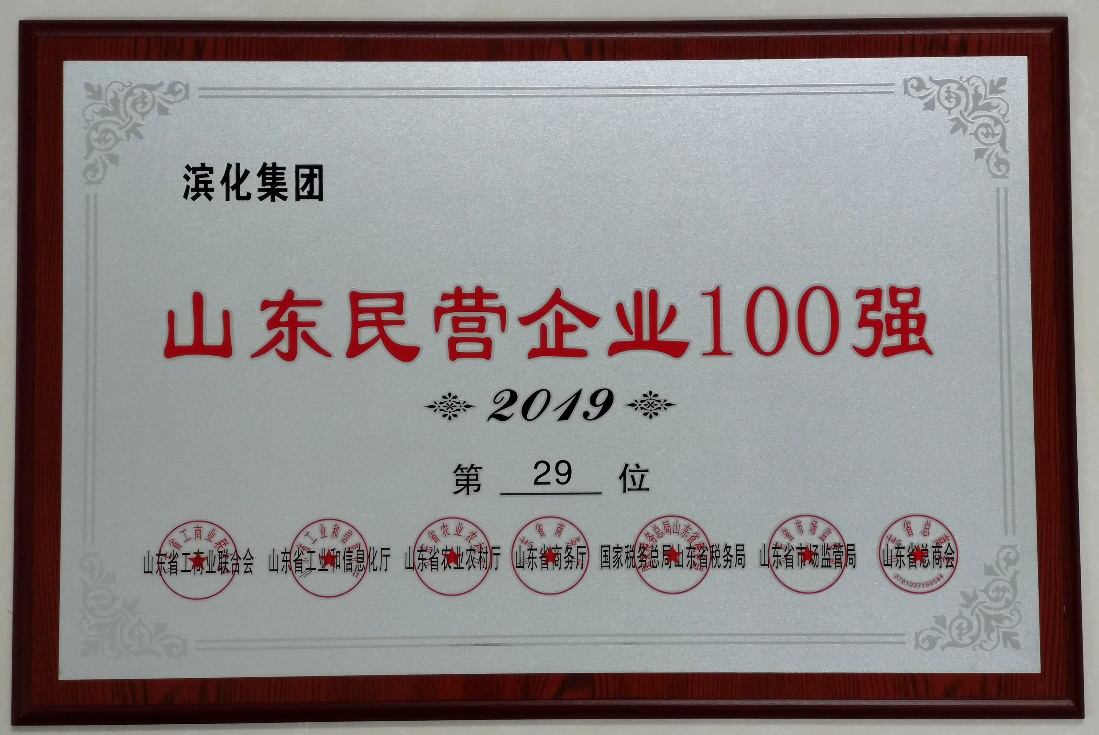 滨化集团
山东民营企业100强
2019
第 29 位
山东省工商业联合会 山东省工业和信息化厅 山东省农业农村厅 山东省商务厅 国家税务总局山东省税务局 山东省市场监管局 山东省总商会